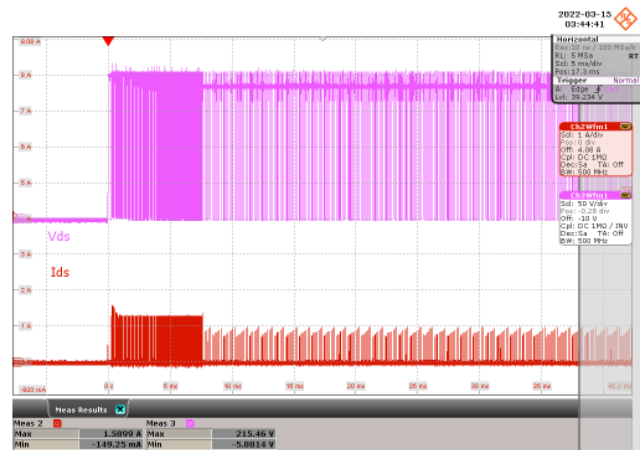 2022-03-15
03:44:41
Horizontal
Res: 10 ns / 100 MSa/s
RL: 5 MSa RT
Scl: 5 ms/div
Pos: 17.3 ms
Trigger Normal
A: Edge
Lvl: 39.234 V
Ch2Wfm1
Scl: 1 A/div
Pos: 0 div
Off: 4.08 A
Cpl: DC 1MΩ
Dec: Sa TA: Off
BW: 500 MHz
Scl: 50 V/div
Pos: -0.28 div
Off: -10 V
Cpl: DC 1MΩ / INV
Dec: Sa TA: Off
BW: 500 MHz
8 A
7 A
6 A
5 A
4 A
Vds
3 A
Ids
2 A
1 A
-920 mA
0 s
5 ms
10 ms
15 ms
20 ms
25 ms
30 ms
35 ms
Meas Results
Meas 2 Meas 3
Max 1.5899 A Max 215.46 V
Min -149.25 mA Min -5.8814 V